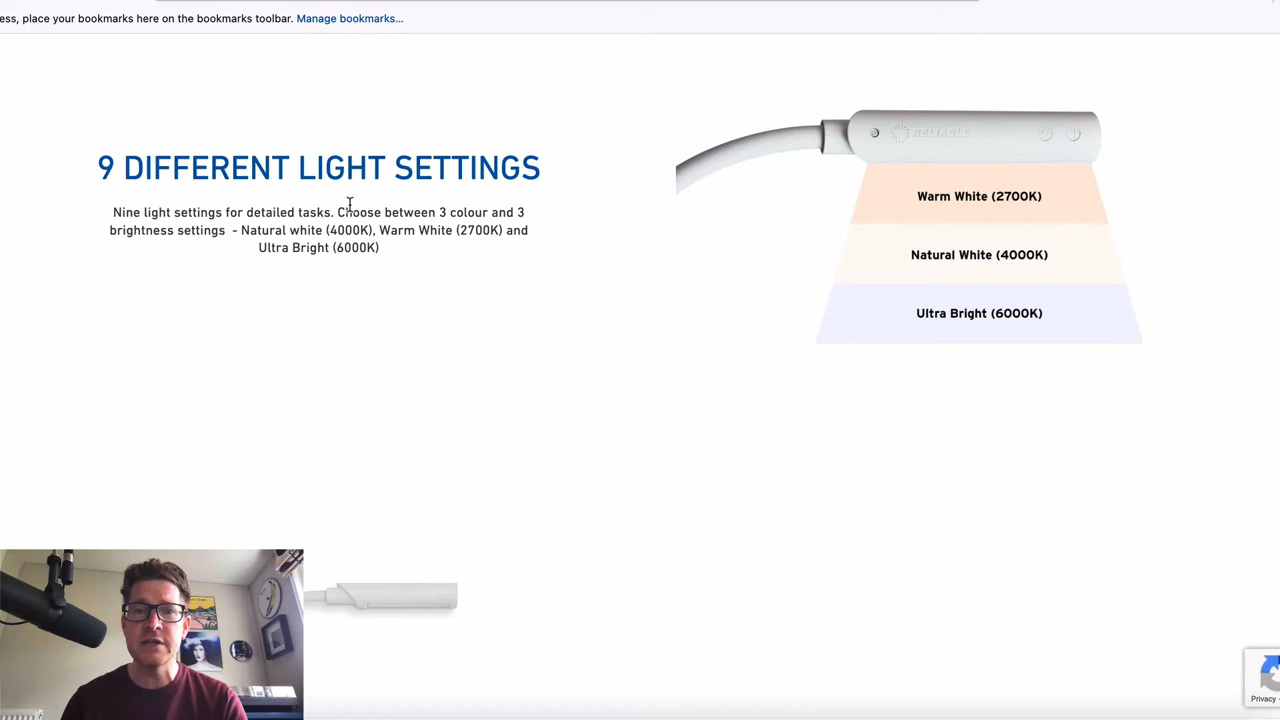 ess, place your bookmarks here on the bookmarks toolbar. Manage bookmarks...
9 DIFFERENT LIGHT SETTINGS
Nine light settings for detailed tasks. Choose between 3 colour and 3
brightness settings - Natural white (4000K), Warm White (2700K) and
Ultra Bright (6000K)
RELIABLE
Warm White (2700K)
Natural White (4000K)
Ultra Bright (6000K)
Privacy -